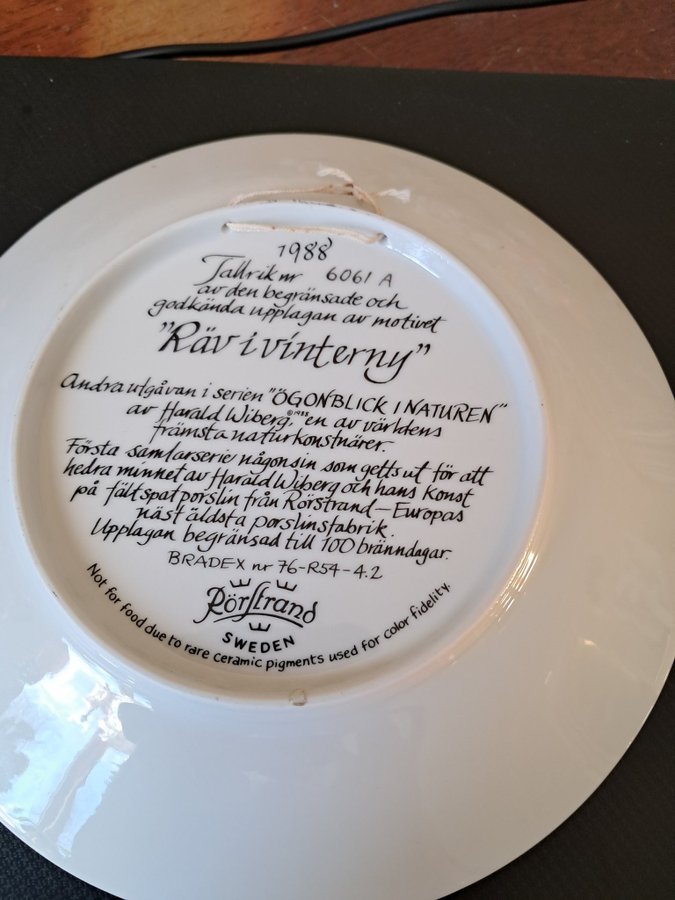 1988
Tallrik nr 6061 A
av den begränsade och
godkända upplagan av motivet
"Räv i vinterny"
Andra utgåvan i serien "ÖGONBLICK I NATUREN"
av Harald Wiberg, ©1988 en av världens
främsta naturkonstnärer.
Första samlarserie någonsin som getts ut för att
hedra minnet av Harald Wiberg och hans konst
på fältspatporslin från Rörstrand – Europas
näst äldsta porslinsfabrik.
Upplagan begränsad till 100 bränndagar.
BRADEX nr 76-R54-4.2
RörStrand
SWEDEN
Not for food due to rare ceramic pigments used for color fidelity.